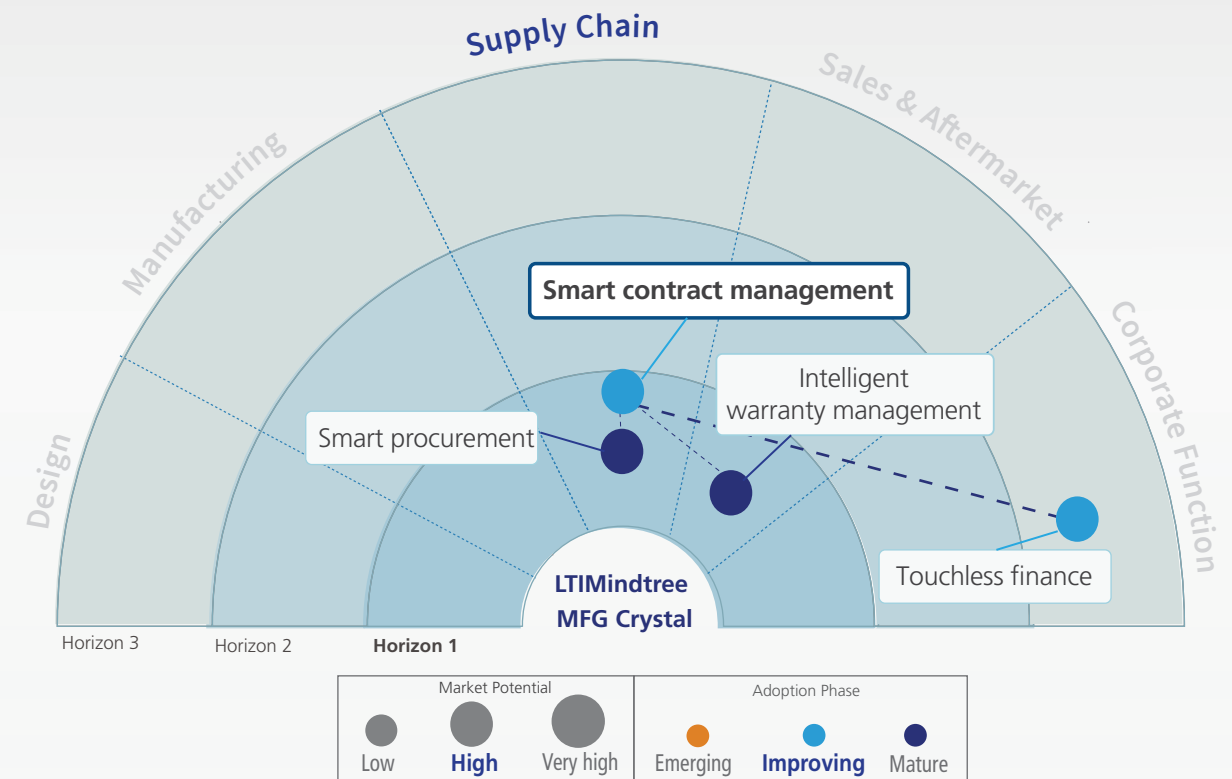 Supply Chain
Sales & Aftermarket
Manufacturing
Corporate Function
Design
Smart contract management
Intelligent
warranty management
Smart procurement
Touchless finance
LTIMindtree
MFG Crystal
Horizon 3
Horizon 2
Horizon 1
Market Potential
Low
High
Very high
Adoption Phase
Emerging
Improving
Mature